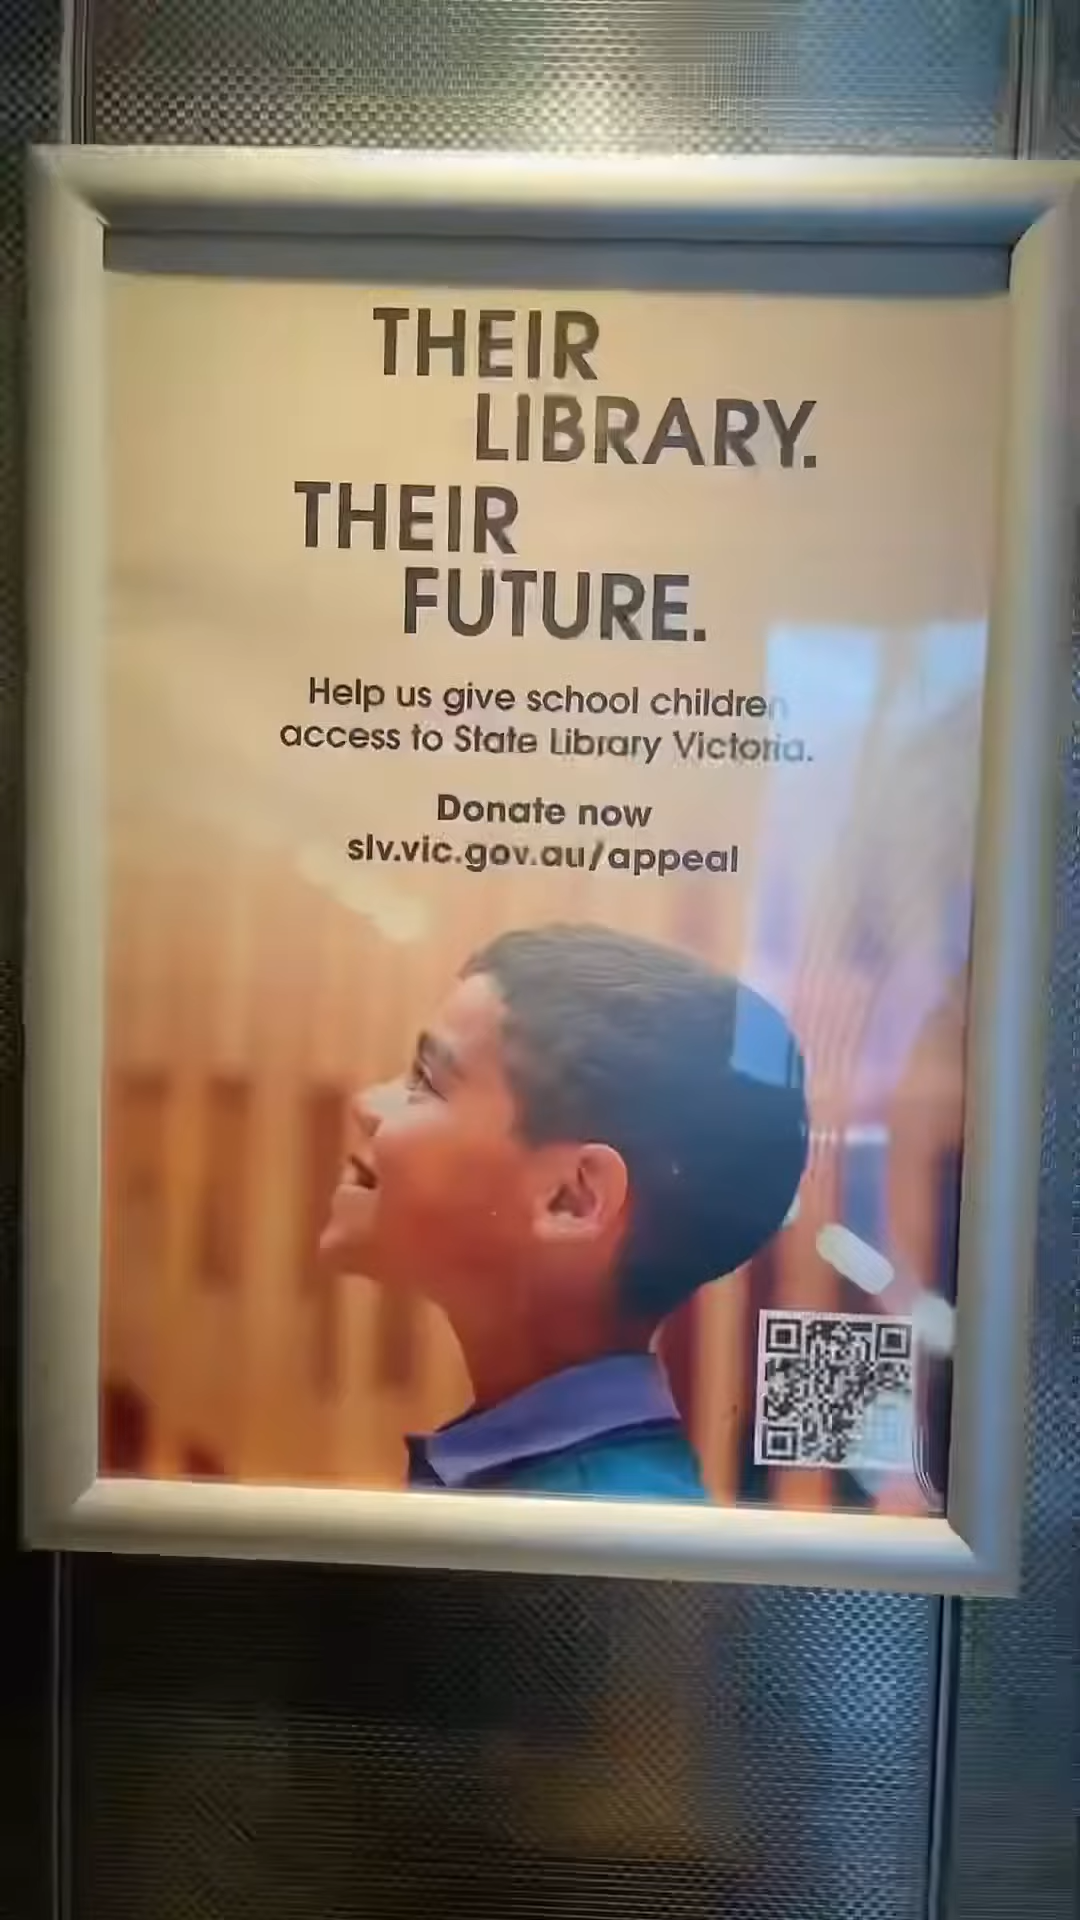 THEIR
LIBRARY.
THEIR
FUTURE.
Help us give school children
access to State Library Victoria.
Donate now
slv.vic.gov.au/appeal